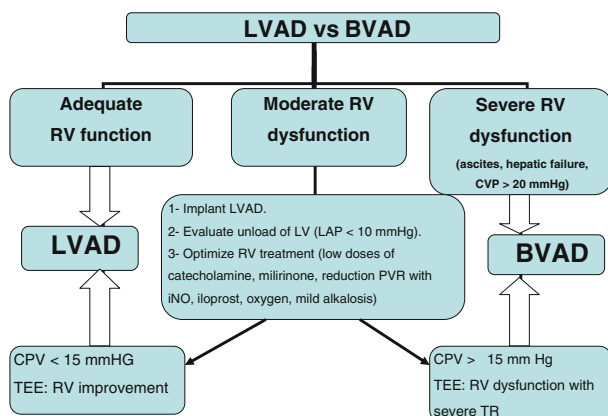 LVAD vs BVAD
Adequate
RV function
Moderate RV
dysfunction
Severe RV
dysfunction
(ascites, hepatic failure,
CVP > 20 mmHg)
LVAD
1- Implant LVAD.
2- Evaluate unload of LV (LAP < 10 mmHg).
3- Optimize RV treatment (low doses of
catecholamine, milirinone, reduction PVR with
iNO, iloprost, oxygen, mild alkalosis)
BVAD
CPV < 15 mmHG
TEE: RV improvement
CPV > 15 mm Hg
TEE: RV dysfunction with
severe TR